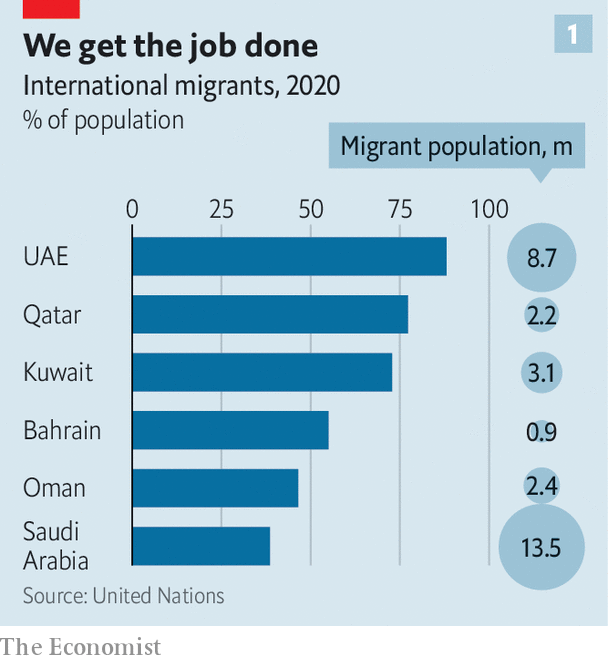 1
We get the job done
International migrants, 2020
% of population
Migrant population, m
0 25 50 75 100
UAE 8.7
Qatar 2.2
Kuwait 3.1
Bahrain 0.9
Oman 2.4
Saudi
Arabia 13.5
Source: United Nations
The Economist